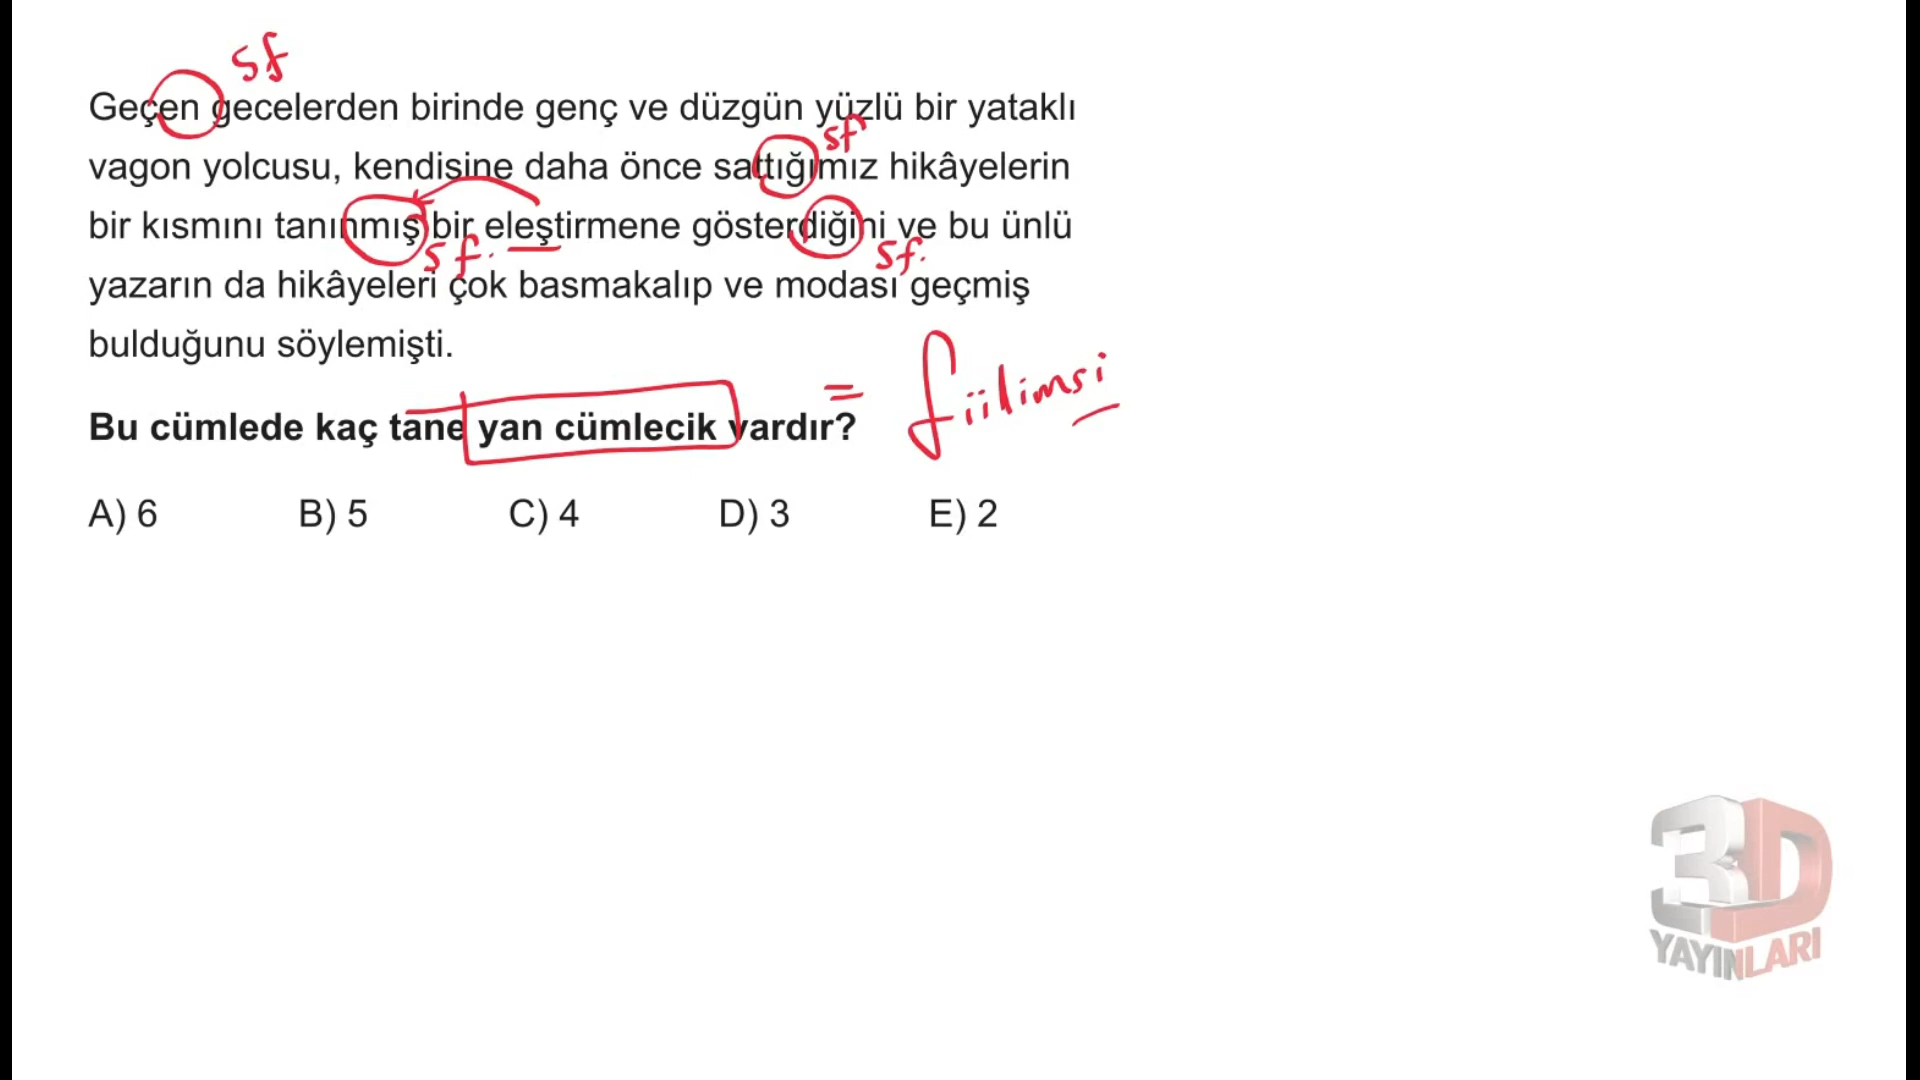 sf
Geçen gecelerden birinde genç ve düzgün yüzlü bir yataklı
sf
vagon yolcusu, kendisine daha önce sattığımız hikâyelerin
bir kısmını tanınmış bir eleştirmene gösterdiğini ve bu ünlü
sf.
sf.
yazarın da hikâyeleri çok basmakalıp ve modası geçmiş
bulduğunu söylemişti.
Bu cümlede kaç tane yan cümlecik vardır?
= fiilimsi
A) 6 B) 5 C) 4 D) 3 E) 2
3D
YAYINLARI